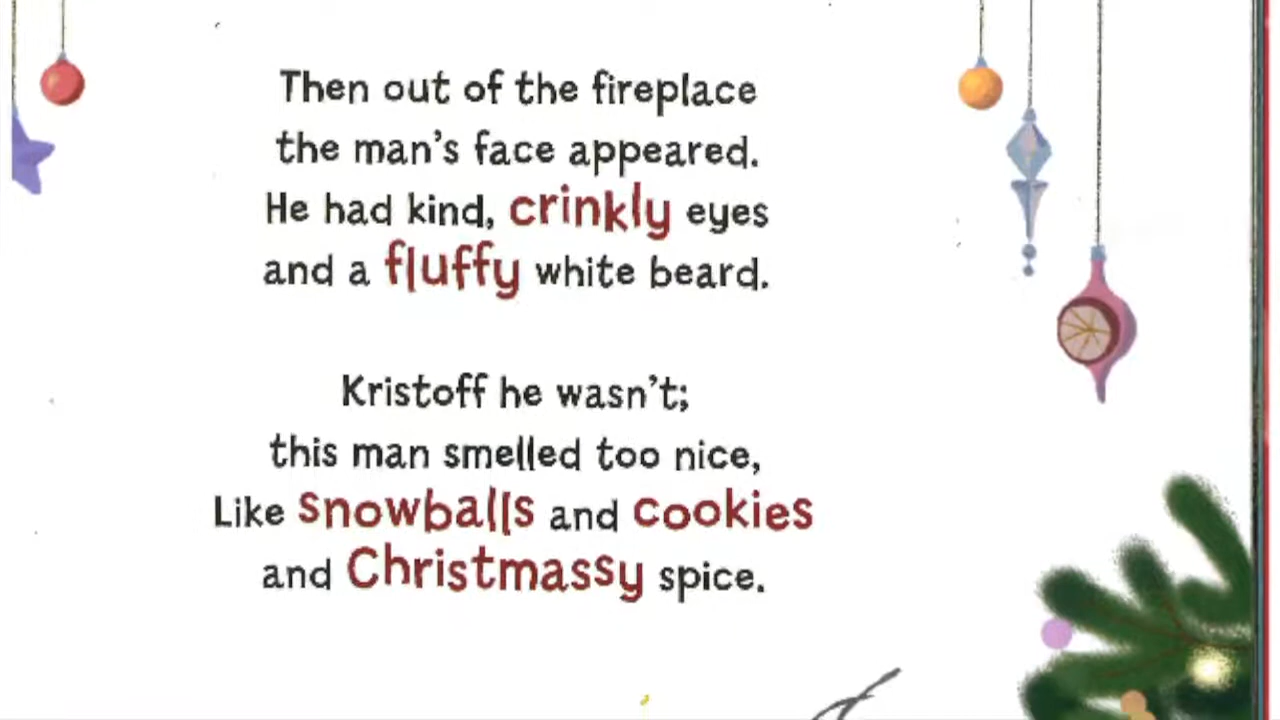 Then out of the fireplace
the man's face appeared.
He had kind, crinkly eyes
and a fluffy white beard.
Kristoff he wasn't;
this man smelled too nice,
Like snowballs and cookies
and Christmassy spice.